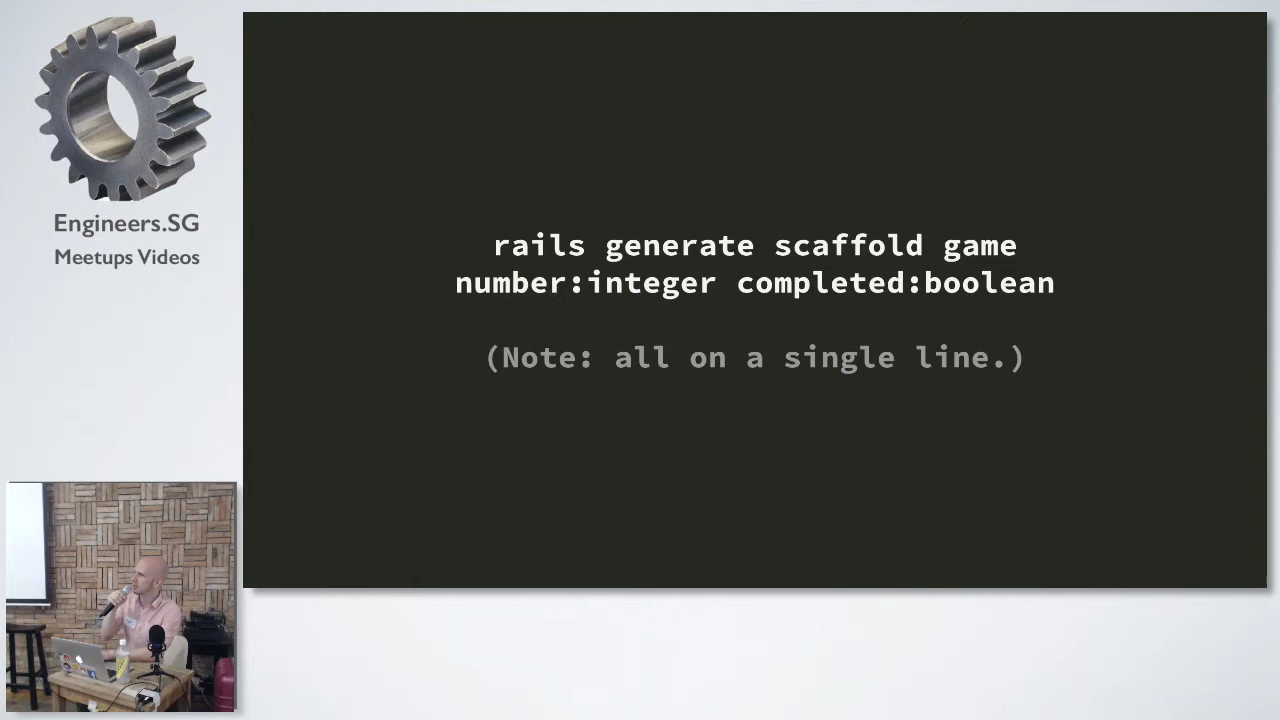 Engineers.SG
Meetups Videos
rails generate scaffold game
number:integer completed:boolean
(Note: all on a single line.)